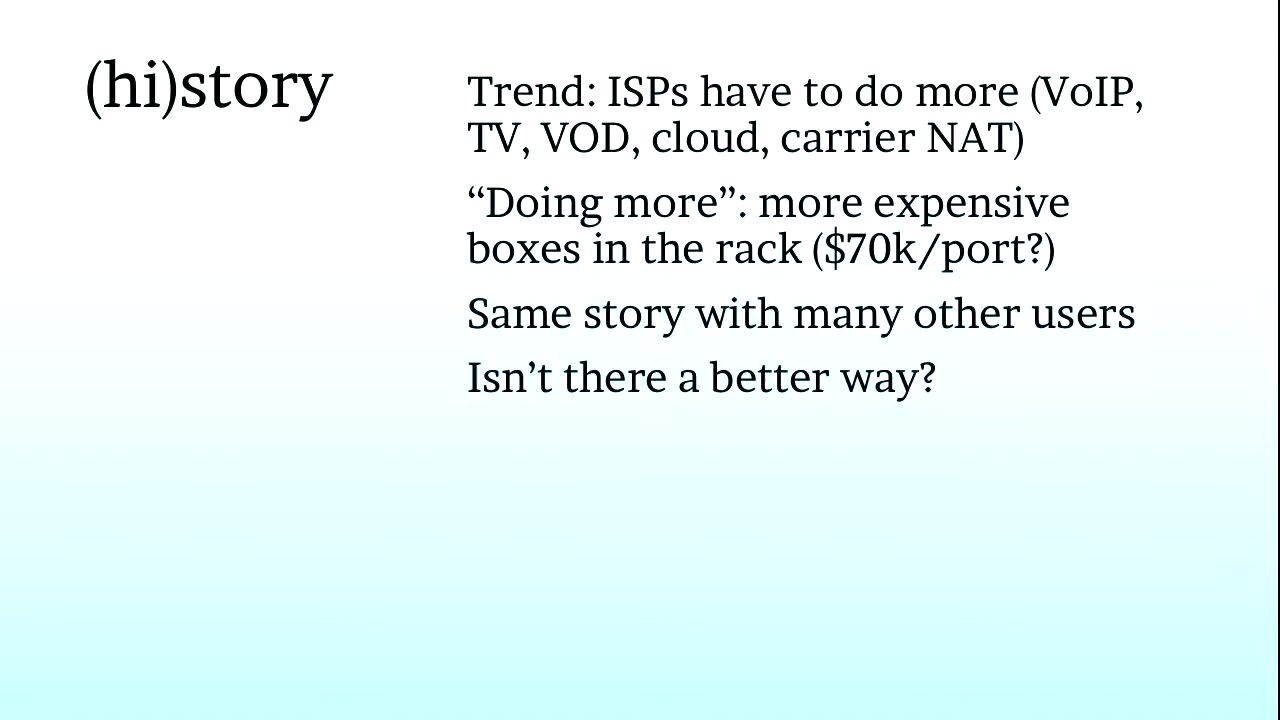 (hi)story
Trend: ISPs have to do more (VoIP,
TV, VOD, cloud, carrier NAT)
“Doing more”: more expensive
boxes in the rack ($70k/port?)
Same story with many other users
Isn’t there a better way?